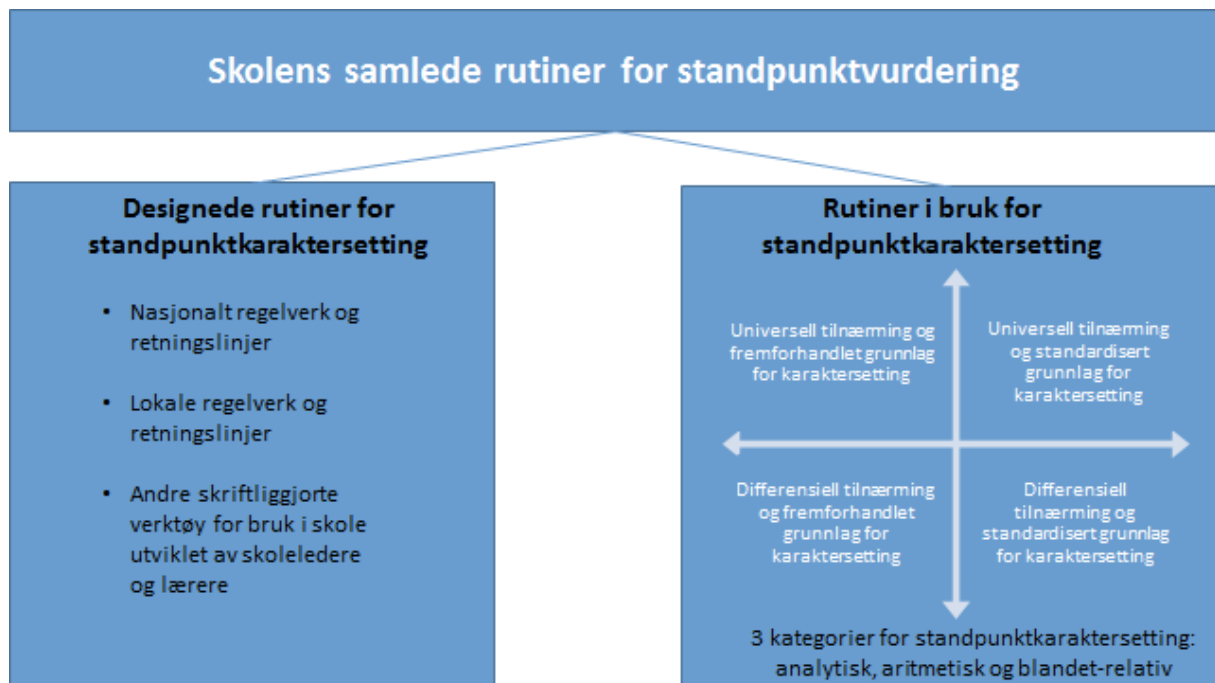 Skolens samlede rutiner for standpunktvurdering
Designede rutiner for
standpunktkaraktersetting
• Nasjonalt regelverk og
retningslinjer
• Lokale regelverk og
retningslinjer
• Andre skriftliggjorte
verktøy for bruk i skole
utviklet av skoleledere
og lærere
Rutiner i bruk for
standpunktkaraktersetting
Universell tilnærming og
fremforhandlet grunnlag
for karaktersetting
Universell tilnærming
og standardisert
grunnlag for
karaktersetting
Differensiell tilnærming
og fremforhandlet
grunnlag for
karaktersetting
Differensiell
tilnærming og
standardisert grunnlag
for karaktersetting
3 kategorier for standpunktkaraktersetting:
analytisk, aritmetisk og blandet-relativ